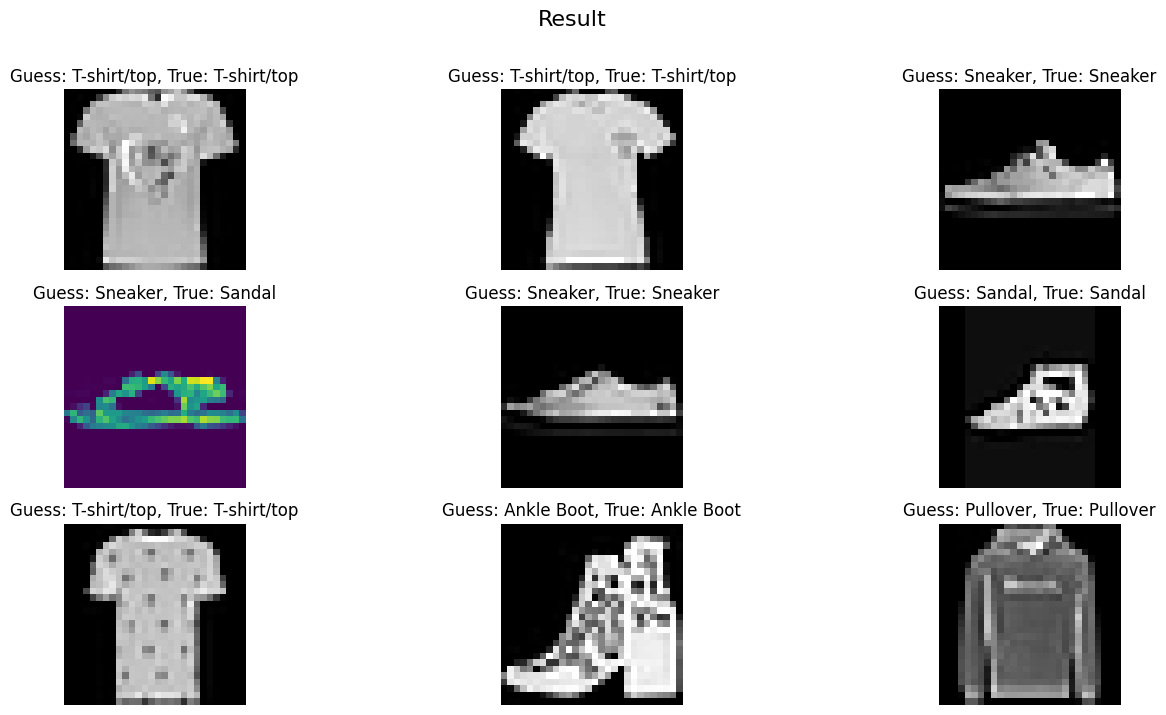 Result
Guess: T-shirt/top, True: T-shirt/top
Guess: T-shirt/top, True: T-shirt/top
Guess: Sneaker, True: Sneaker
Guess: Sneaker, True: Sandal
Guess: Sneaker, True: Sneaker
Guess: Sandal, True: Sandal
Guess: T-shirt/top, True: T-shirt/top
Guess: Ankle Boot, True: Ankle Boot
Guess: Pullover, True: Pullover